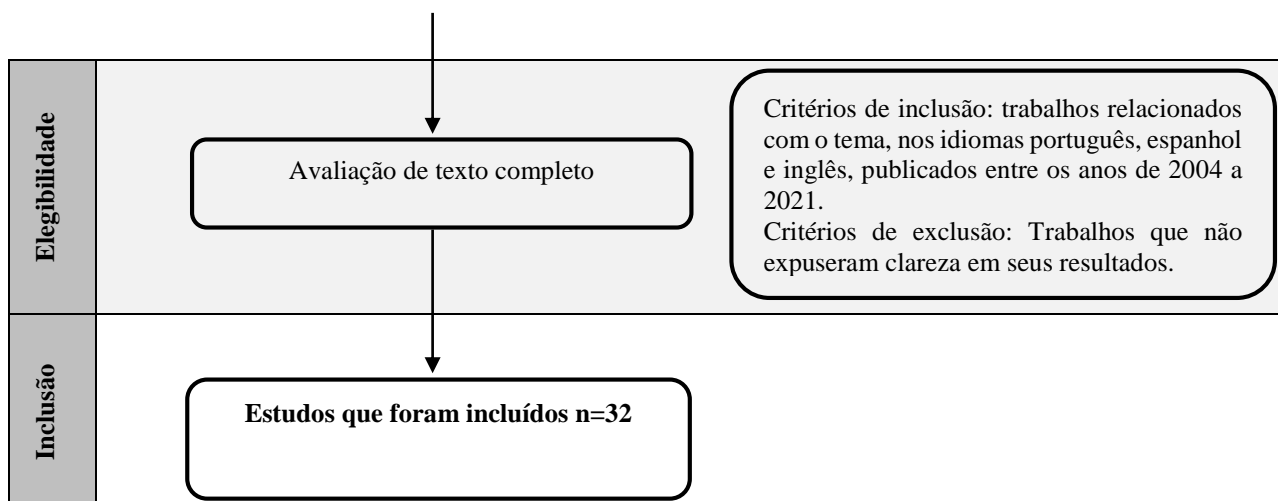 Elegibilidade
Avaliação de texto completo
Critérios de inclusão: trabalhos relacionados
com o tema, nos idiomas português, espanhol
e inglês, publicados entre os anos de 2004 a
2021.
Critérios de exclusão: Trabalhos que não
expuseram clareza em seus resultados.
Inclusão
Estudos que foram incluídos n=32